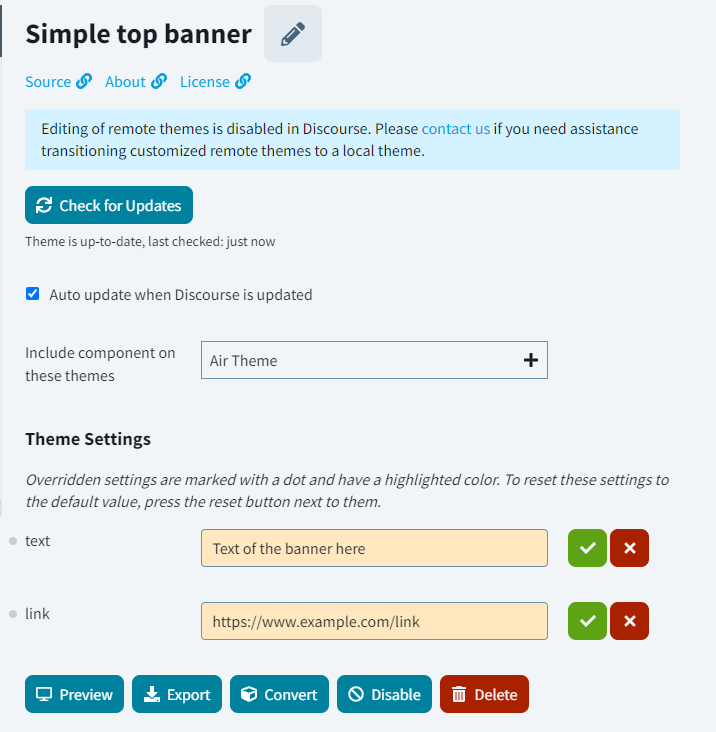 Simple top banner
Source About License
Editing of remote themes is disabled in Discourse. Please contact us if you need assistance
transitioning customized remote themes to a local theme.
Check for Updates
Theme is up-to-date, last checked: just now
Auto update when Discourse is updated
Include component on
these themes
Air Theme
Theme Settings
Overridden settings are marked with a dot and have a highlighted color. To reset these settings to
the default value, press the reset button next to them.
text
Text of the banner here
link
https://www.example.com/link
Preview Export Convert Disable Delete